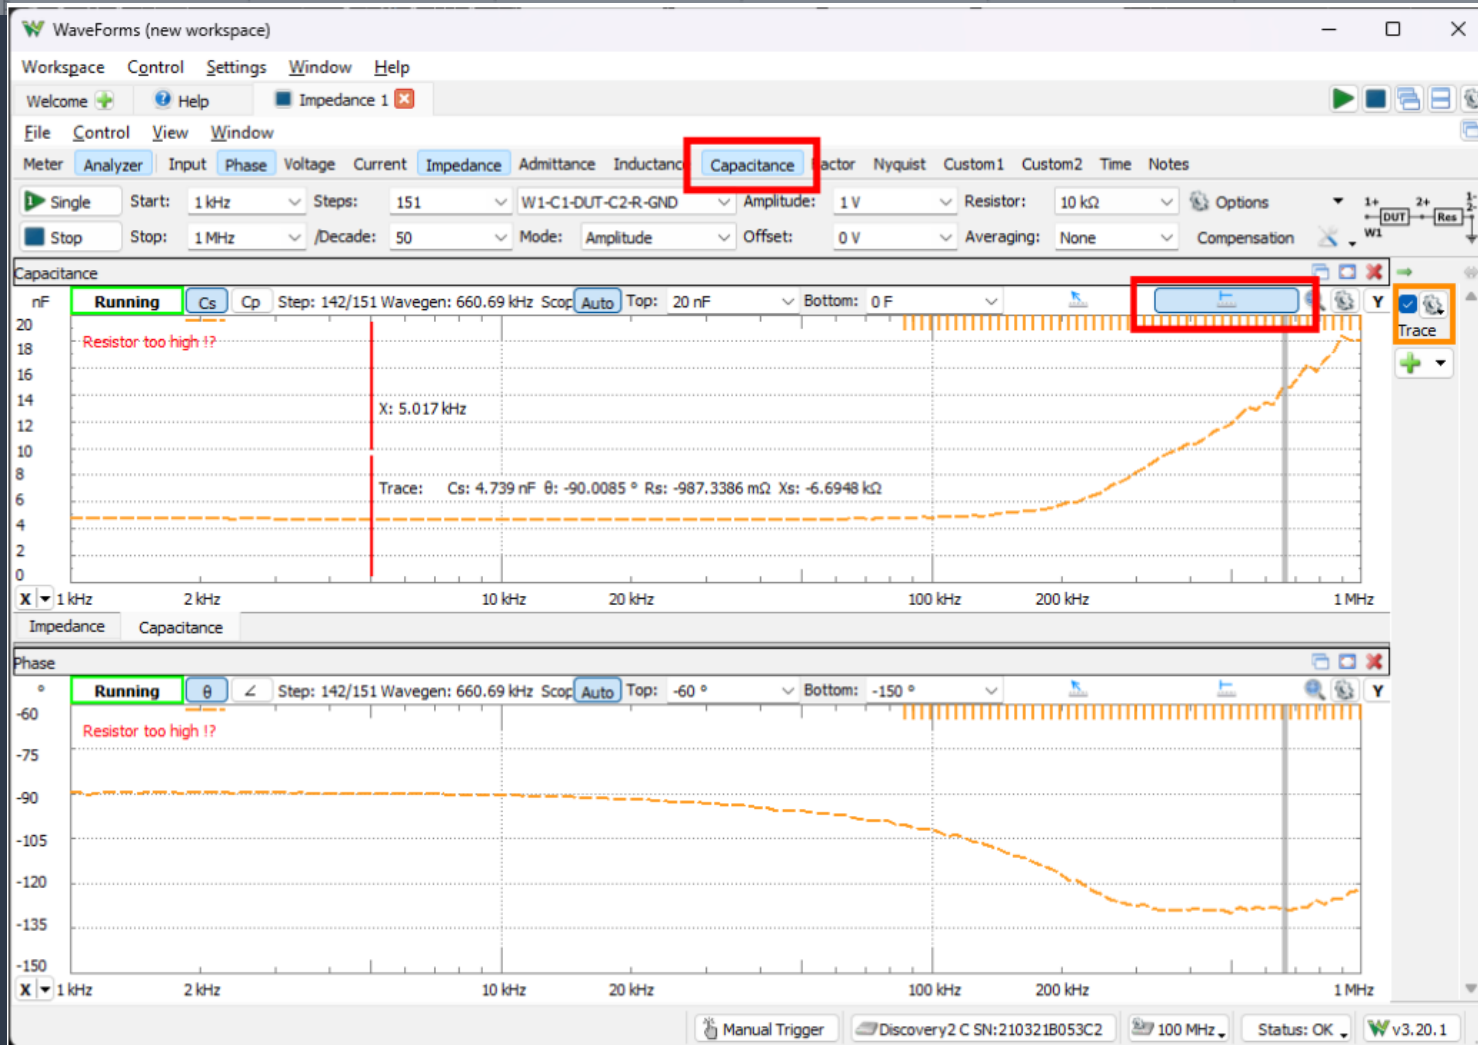 WaveForms (new workspace)
Workspace Control Settings Window Help
Welcome Help Impedance 1
File Control View Window
Meter Analyzer Input Phase Voltage Current Impedance Admittance Inductanc Capacitance actor Nyquist Custom1 Custom2 Time Notes
Single Start: 1 kHz Steps: 151 W1-C1-DUT-C2-R-GND Amplitude: 1 V Resistor: 10 kΩ Options
Stop Stop: 1 MHz /Decade: 50 Mode: Amplitude Offset: 0 V Averaging: None Compensation
1+ 2+ 1- 2-
DUT Res
W1
Capacitance
nF Running Cs Cp Step: 142/151 Wavegen: 660.69 kHz Scop Auto Top: 20 nF Bottom: 0 F Y
Trace
Resistor too high !?
20
18
16
14
12
10
8
6
4
2
0
X: 5.017 kHz
Trace: Cs: 4.739 nF θ: -90.0085 ° Rs: -987.3386 mΩ Xs: -6.6948 kΩ
X 1 kHz 2 kHz 10 kHz 20 kHz 100 kHz 200 kHz 1 MHz
Impedance Capacitance
Phase
° Running θ ∠ Step: 142/151 Wavegen: 660.69 kHz Scop Auto Top: -60 ° Bottom: -150 ° Y
Resistor too high !?
-60
-75
-90
-105
-120
-135
-150
X 1 kHz 2 kHz 10 kHz 20 kHz 100 kHz 200 kHz 1 MHz
Manual Trigger Discovery2 C SN:210321B053C2 100 MHz Status: OK v3.20.1